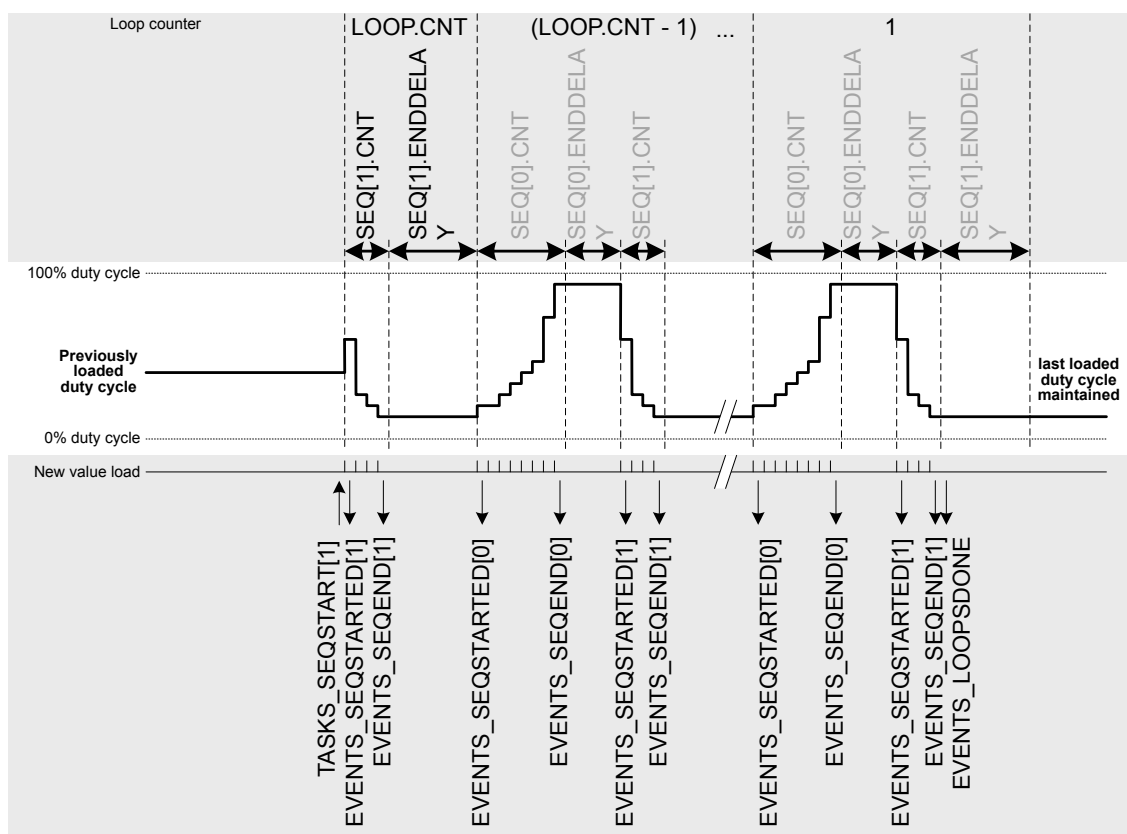 Loop counter
LOOP.CNT
(LOOP.CNT - 1) ...
1
SEQ[1].CNT
SEQ[1].ENDDELA
Y
SEQ[0].CNT
SEQ[0].ENDDELA
Y
SEQ[1].CNT
SEQ[0].CNT
SEQ[0].ENDDELA
Y
SEQ[1].CNT
SEQ[1].ENDDELA
Y
100% duty cycle
Previously
loaded
duty cycle
last loaded
duty cycle
maintained
0% duty cycle
New value load
TASKS_SEQSTART[1]
EVENTS_SEQSTARTED[1]
EVENTS_SEQEND[1]
EVENTS_SEQSTARTED[0]
EVENTS_SEQEND[0]
EVENTS_SEQSTARTED[1]
EVENTS_SEQEND[1]
EVENTS_SEQSTARTED[0]
EVENTS_SEQEND[0]
EVENTS_SEQSTARTED[1]
EVENTS_SEQEND[1]
EVENTS_LOOPSDONE